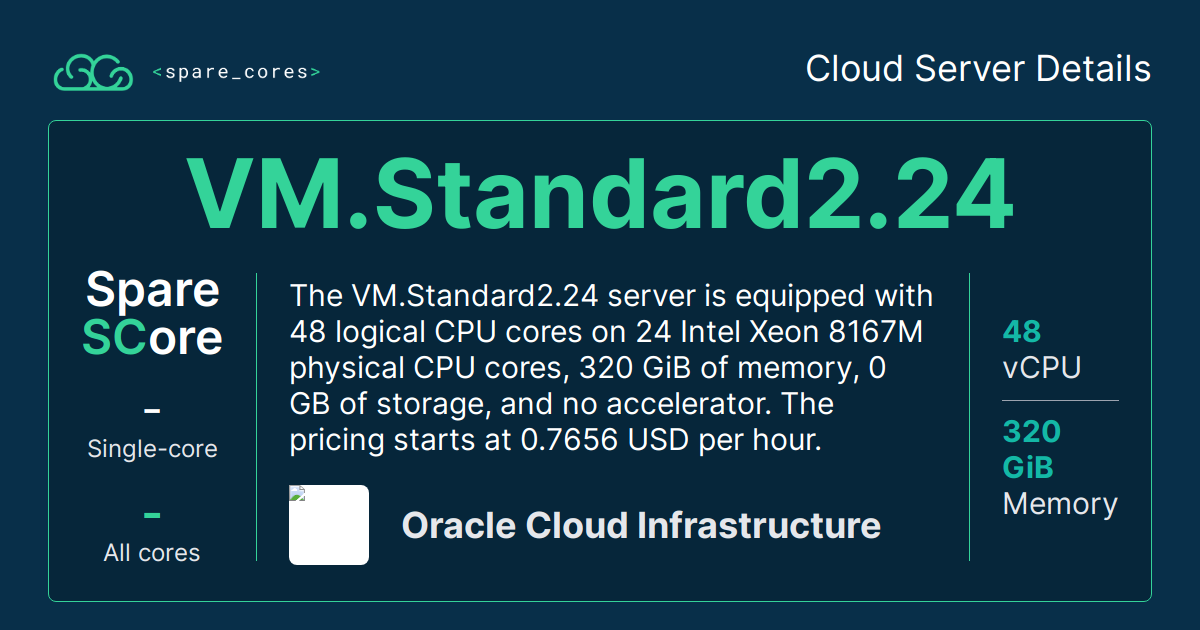 <spare_cores>
Cloud Server Details
VM.Standard2.24
Spare
SCore
-
Single-core
-
All cores
The VM.Standard2.24 server is equipped with
48 logical CPU cores on 24 Intel Xeon 8167M
physical CPU cores, 320 GiB of memory, 0
GB of storage, and no accelerator. The
pricing starts at 0.7656 USD per hour.
Oracle Cloud Infrastructure
48
vCPU
320
GiB
Memory